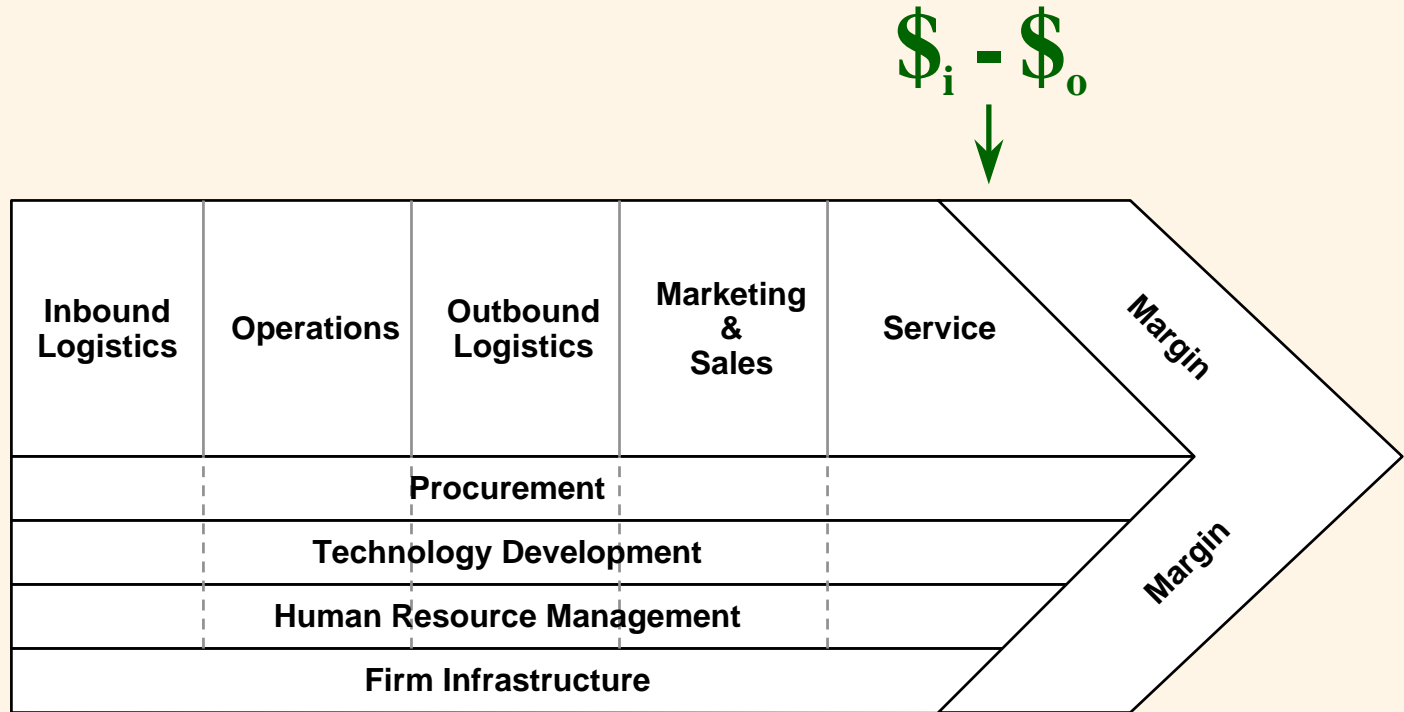 $i - $o
Inbound
Logistics
Operations
Outbound
Logistics
Marketing
&
Sales
Service
Margin
Procurement
Technology Development
Human Resource Management
Firm Infrastructure
Margin